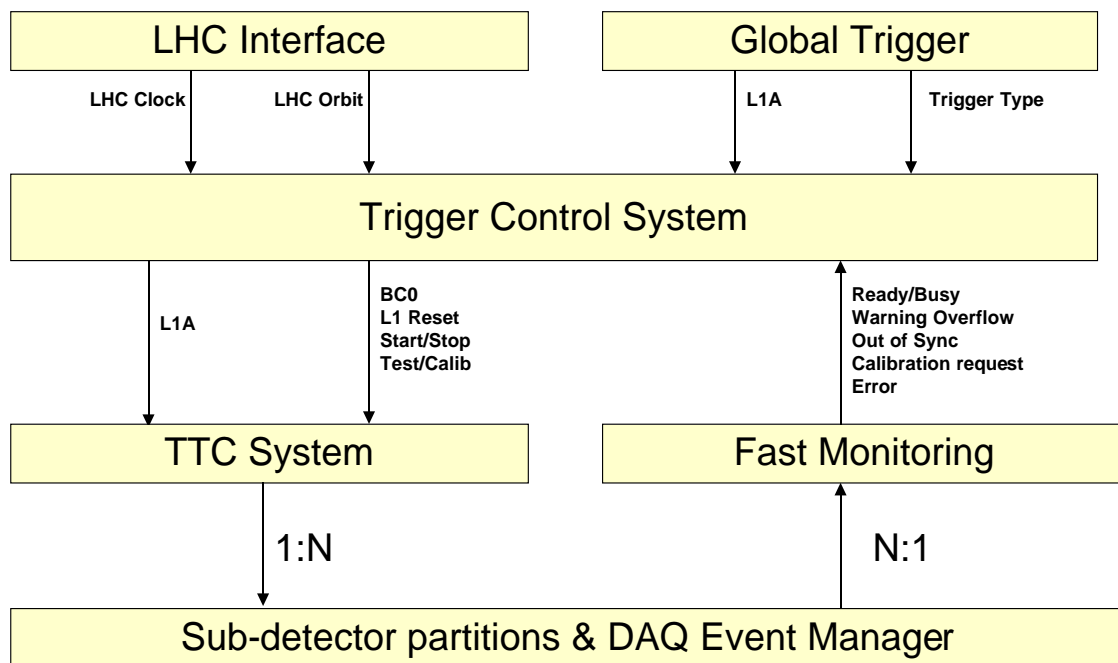 LHC Interface
Global Trigger
LHC Clock
LHC Orbit
L1A
Trigger Type
Trigger Control System
L1A
BC0
L1 Reset
Start/Stop
Test/Calib
Ready/Busy
Warning Overflow
Out of Sync
Calibration request
Error
TTC System
Fast Monitoring
1:N
N:1
Sub-detector partitions & DAQ Event Manager